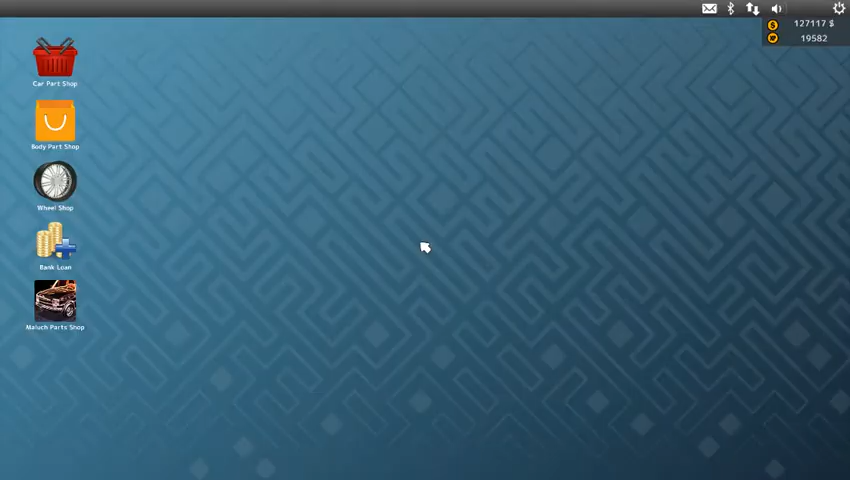 127117 $
19582
Car Part Shop
Body Part Shop
Wheel Shop
Bank Loan
Maluch Parts Shop